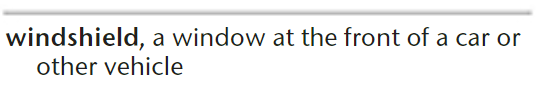 windshield, a window at the front of a car or
other vehicle